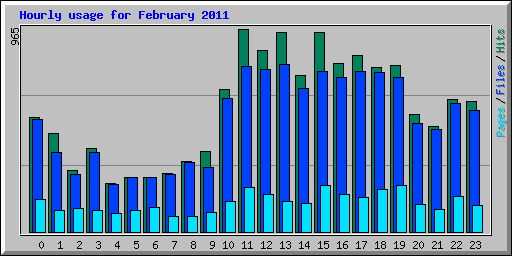 Hourly usage for February 2011
965
Pages/Files/Hits
0 1 2 3 4 5 6 7 8 9 10 11 12 13 14 15 16 17 18 19 20 21 22 23